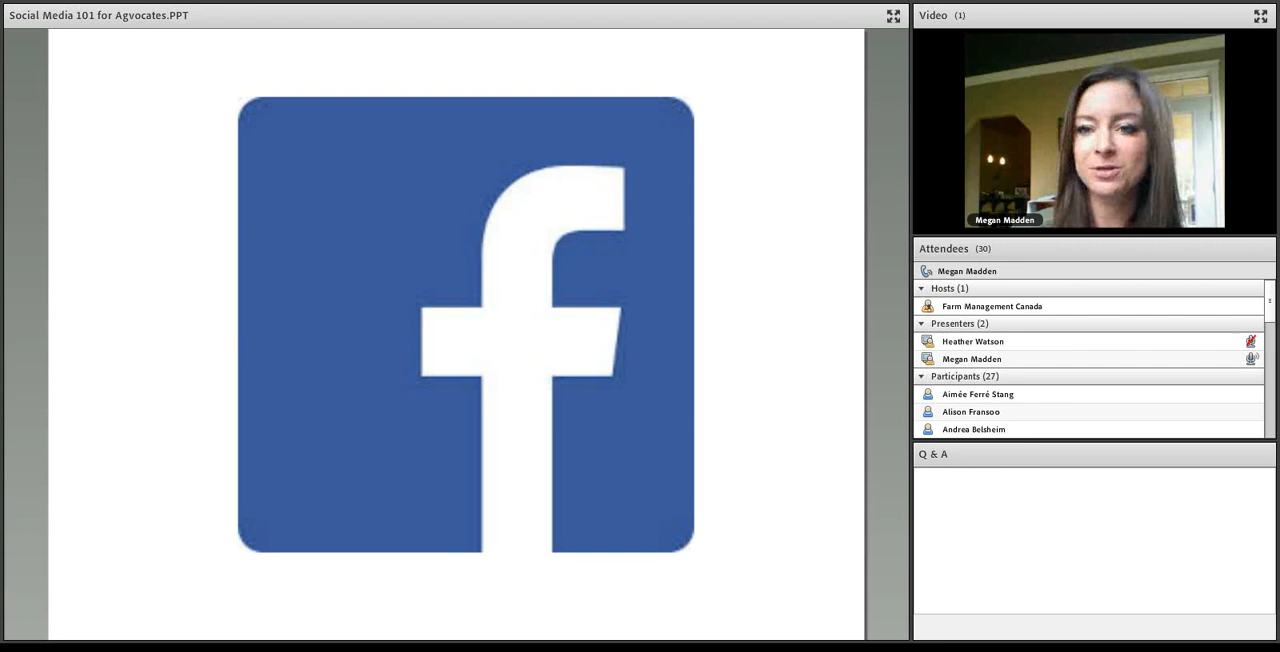 Social Media 101 for Agvocates.PPT
f
Video (1)
Megan Madden
Attendees (30)
Megan Madden
Hosts (1)
Farm Management Canada
Presenters (2)
Heather Watson
Megan Madden
Participants (27)
Aimée Ferré Stang
Alison Fransoo
Andrea Belsheim
Q & A